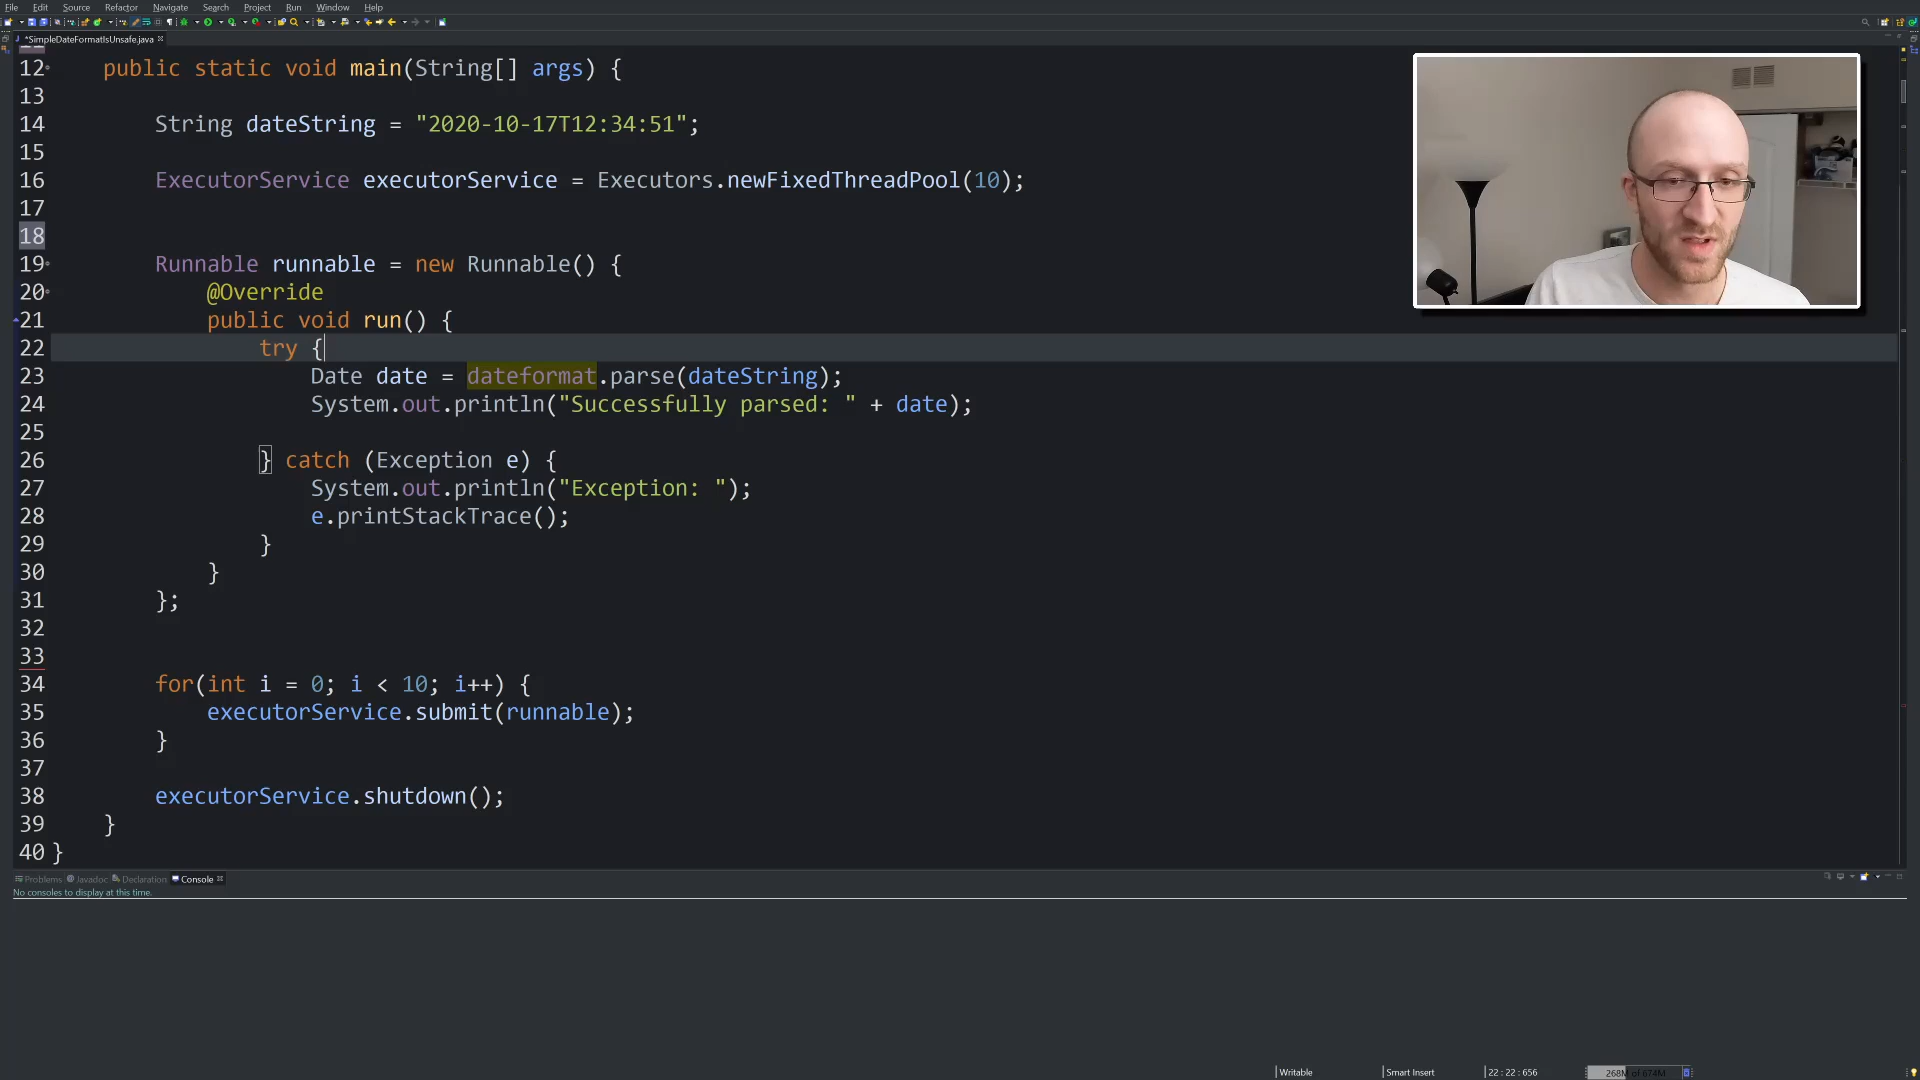 File Edit Source Refactor Navigate Search Project Run Window Help
*SimpleDateFormatIsUnsafe.java
12 public static void main(String[] args) {
13
14 String dateString = "2020-10-17T12:34:51";
15
16 ExecutorService executorService = Executors.newFixedThreadPool(10);
17
18
19 Runnable runnable = new Runnable() {
20 @Override
21 public void run() {
22 try {
23 Date date = dateformat.parse(dateString);
24 System.out.println("Successfully parsed: " + date);
25
26 } catch (Exception e) {
27 System.out.println("Exception: ");
28 e.printStackTrace();
29 }
30 }
31 };
32
33
34 for(int i = 0; i < 10; i++) {
35 executorService.submit(runnable);
36 }
37
38 executorService.shutdown();
39 }
40 }
Problems Javadoc Declaration Console
No consoles to display at this time.
Writable Smart Insert 22 : 22 : 656 268M of 674M